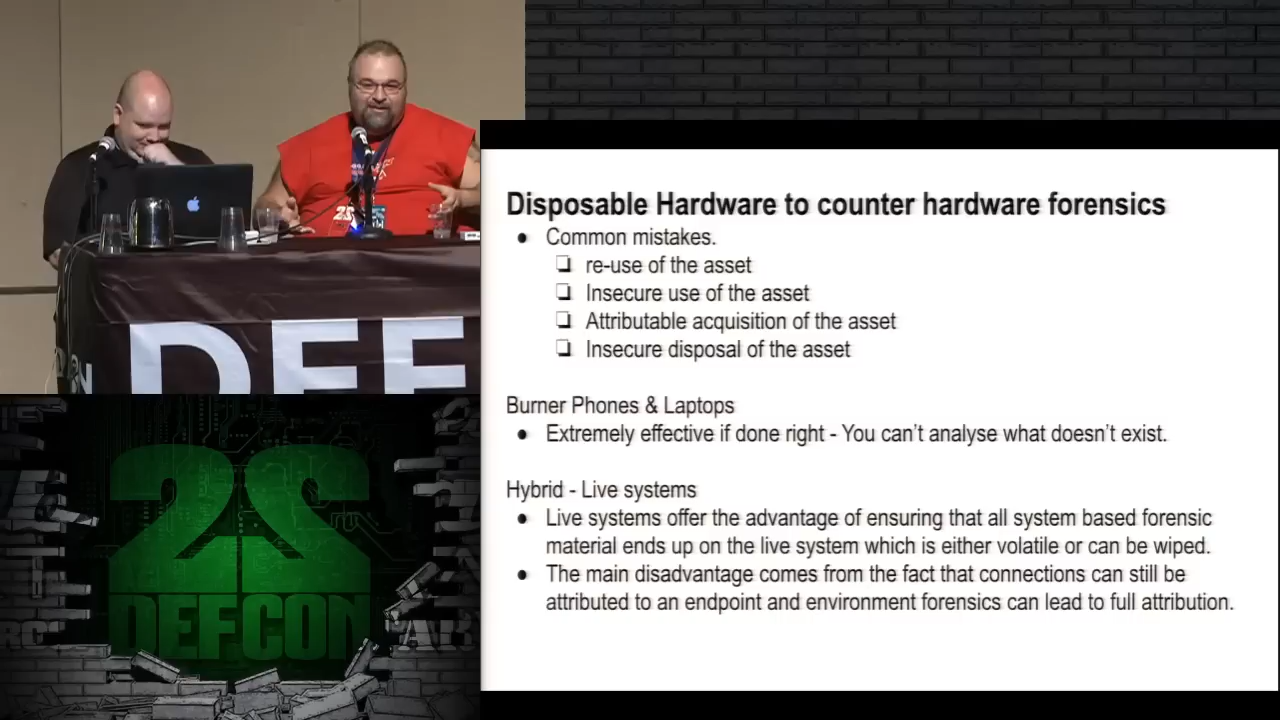 DEF
Disposable Hardware to counter hardware forensics
● Common mistakes.
❏ re-use of the asset
❏ Insecure use of the asset
❏ Attributable acquisition of the asset
❏ Insecure disposal of the asset
Burner Phones & Laptops
● Extremely effective if done right - You can't analyse what doesn't exist.
Hybrid - Live systems
● Live systems offer the advantage of ensuring that all system based forensic
material ends up on the live system which is either volatile or can be wiped.
● The main disadvantage comes from the fact that connections can still be
attributed to an endpoint and environment forensics can lead to full attribution.
22
DEFCON